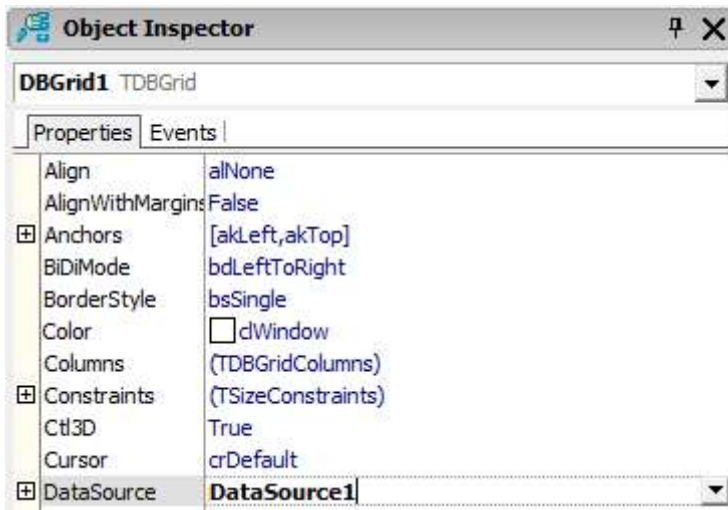 Object Inspector
DBGrid1 TDBGrid
Properties Events
Align alNone
AlignWithMargins False
Anchors [akLeft,akTop]
BiDiMode bdLeftToRight
BorderStyle bsSingle
Color clWindow
Columns (TDBGridColumns)
Constraints (TSizeConstraints)
Ctl3D True
Cursor crDefault
DataSource DataSource1